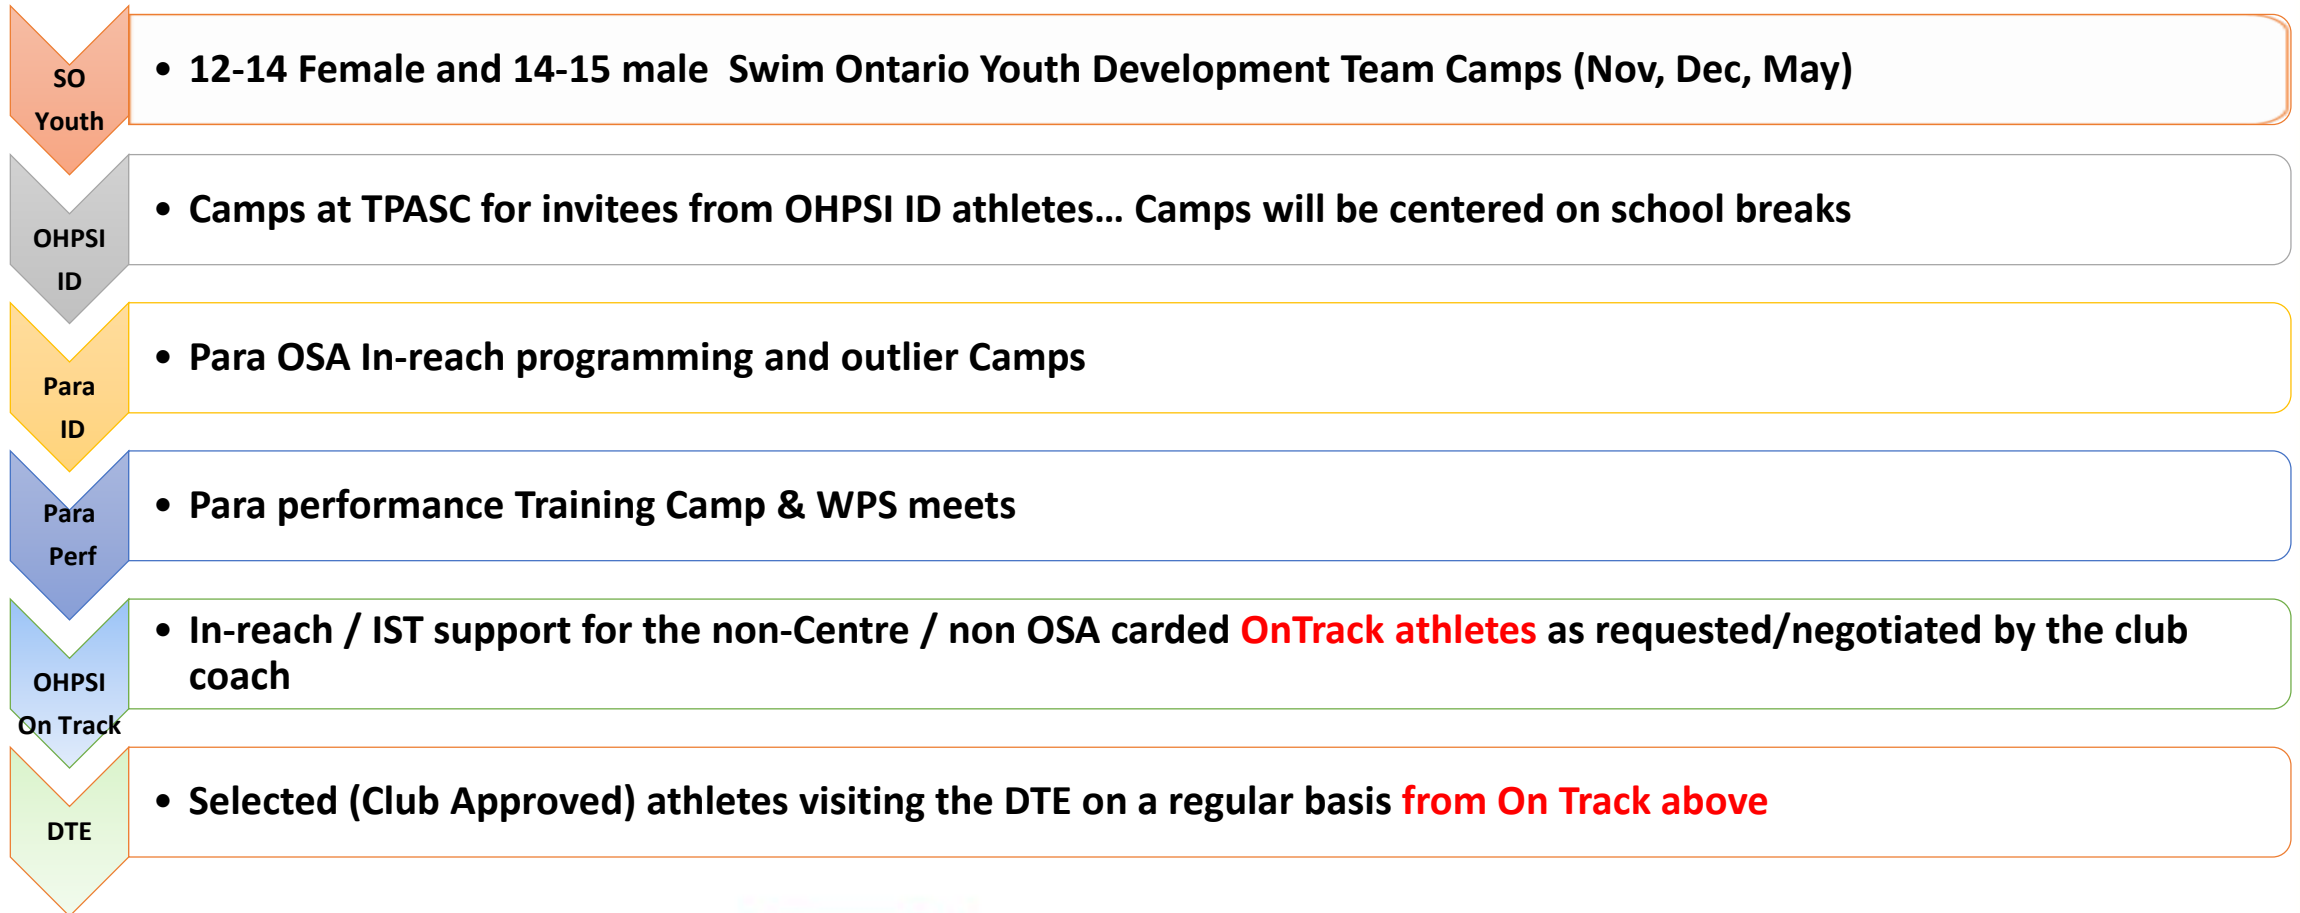 SO
Youth
• 12-14 Female and 14-15 male  Swim Ontario Youth Development Team Camps (Nov, Dec, May)
OHPSI
ID
• Camps at TPASC for invitees from OHPSI ID athletes... Camps will be centered on school breaks
Para
ID
• Para OSA In-reach programming and outlier Camps
Para
Perf
• Para performance Training Camp & WPS meets
OHPSI
On Track
• In-reach / IST support for the non-Centre / non OSA carded OnTrack athletes as requested/negotiated by the club
coach
DTE
• Selected (Club Approved) athletes visiting the DTE on a regular basis from On Track above